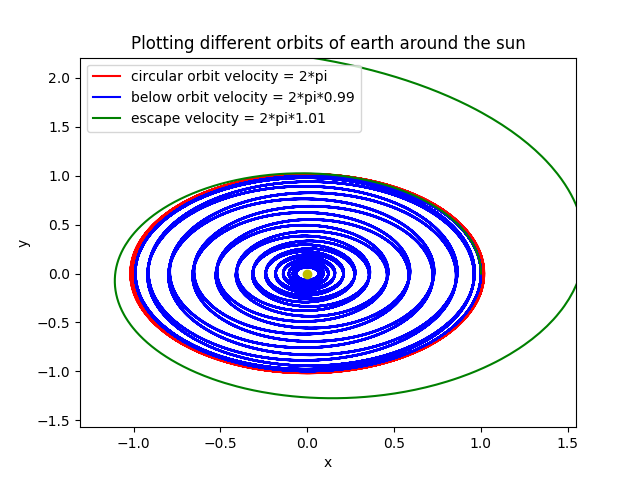 Plotting different orbits of earth around the sun
circular orbit velocity = 2*pi
below orbit velocity = 2*pi*0.99
escape velocity = 2*pi*1.01
2.0
1.5
1.0
0.5
0.0
−0.5
−1.0
−1.5
y
−1.0 −0.5 0.0 0.5 1.0 1.5
x